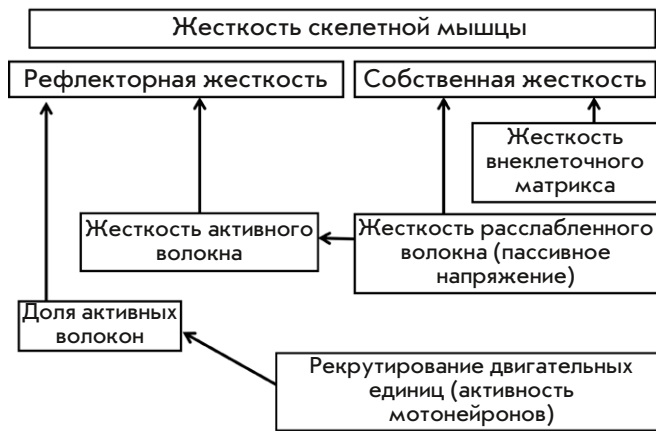 Жесткость скелетной мышцы
Рефлекторная жесткость
Собственная жесткость
Жесткость
внеклеточного
матрикса
Жесткость активного
волокна
Жесткость расслабленного
волокна (пассивное
напряжение)
Доля активных
волокон
Рекрутирование двигательных
единиц (активность
мотонейронов)